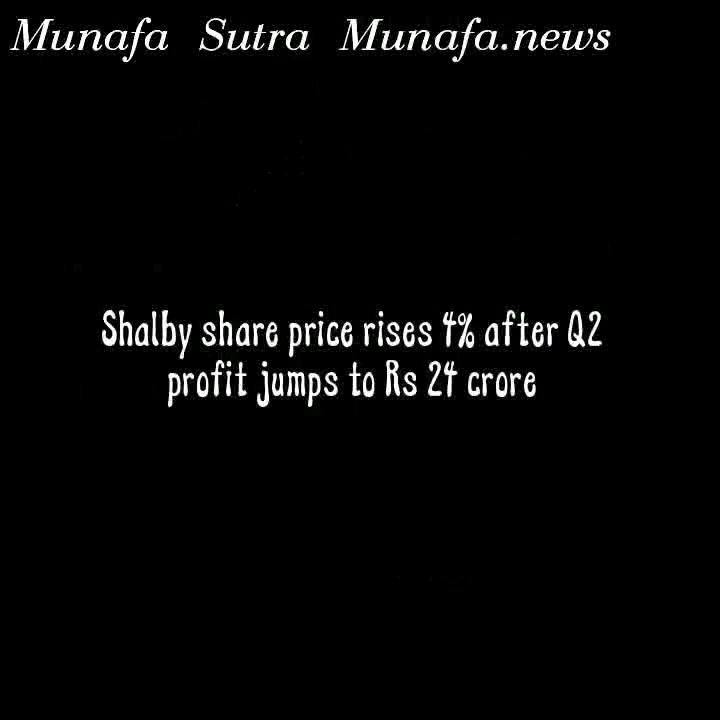 Munafa Sutra Munafa.news
Shalby share price rises 4% after Q2
profit jumps to Rs 24 crore